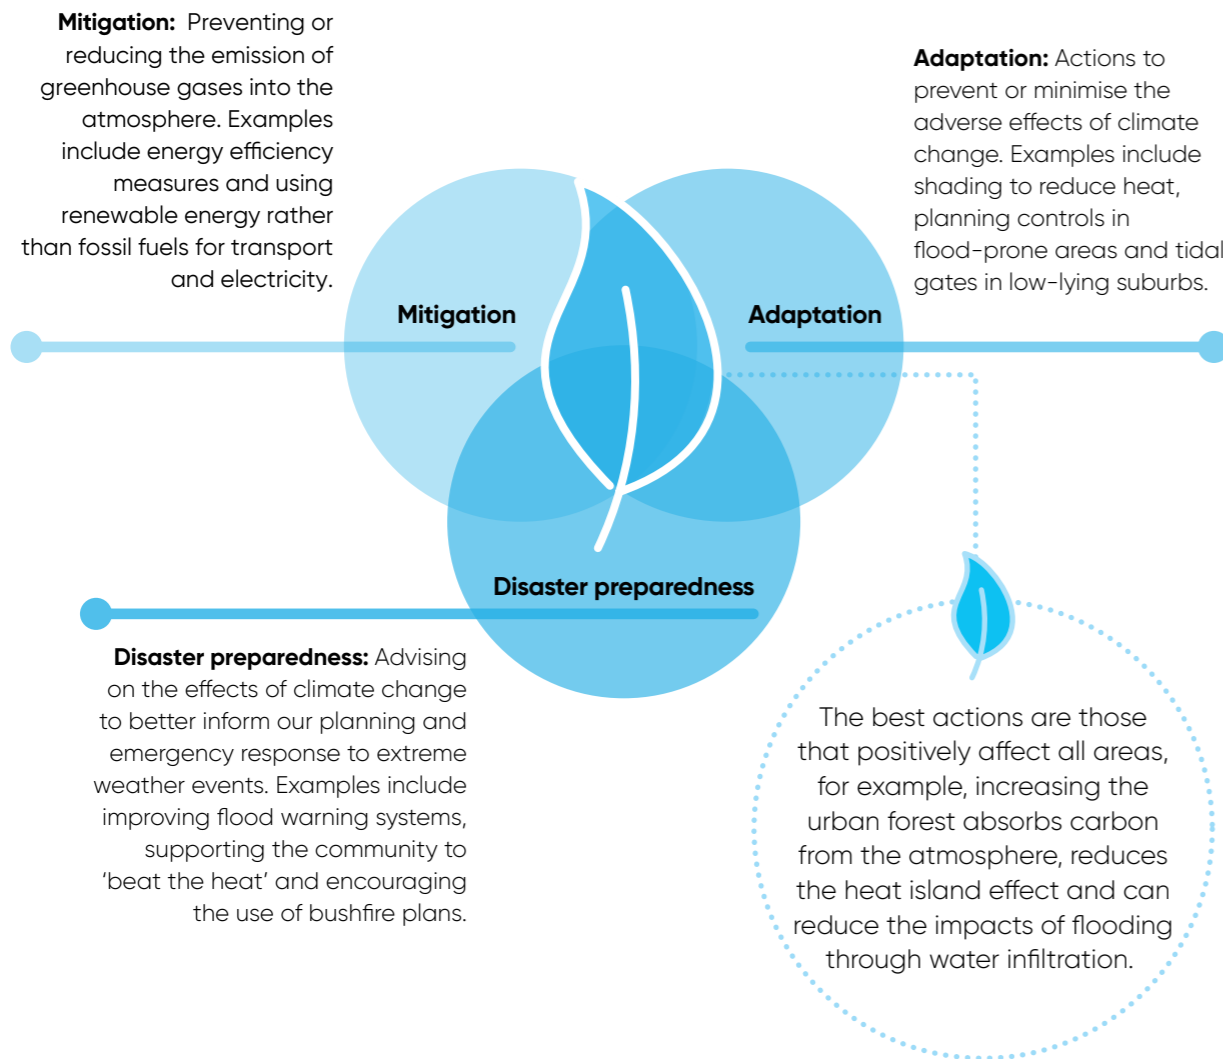 Mitigation: Preventing or
reducing the emission of
greenhouse gases into the
atmosphere. Examples
include energy efficiency
measures and using
renewable energy rather
than fossil fuels for transport
and electricity.
Adaptation: Actions to
prevent or minimise the
adverse effects of climate
change. Examples include
shading to reduce heat,
planning controls in
flood-prone areas and tidal
gates in low-lying suburbs.
Mitigation
Adaptation
Disaster preparedness
Disaster preparedness: Advising
on the effects of climate change
to better inform our planning and
emergency response to extreme
weather events. Examples include
improving flood warning systems,
supporting the community to
‘beat the heat’ and encouraging
the use of bushfire plans.
The best actions are those
that positively affect all areas,
for example, increasing the
urban forest absorbs carbon
from the atmosphere, reduces
the heat island effect and can
reduce the impacts of flooding
through water infiltration.